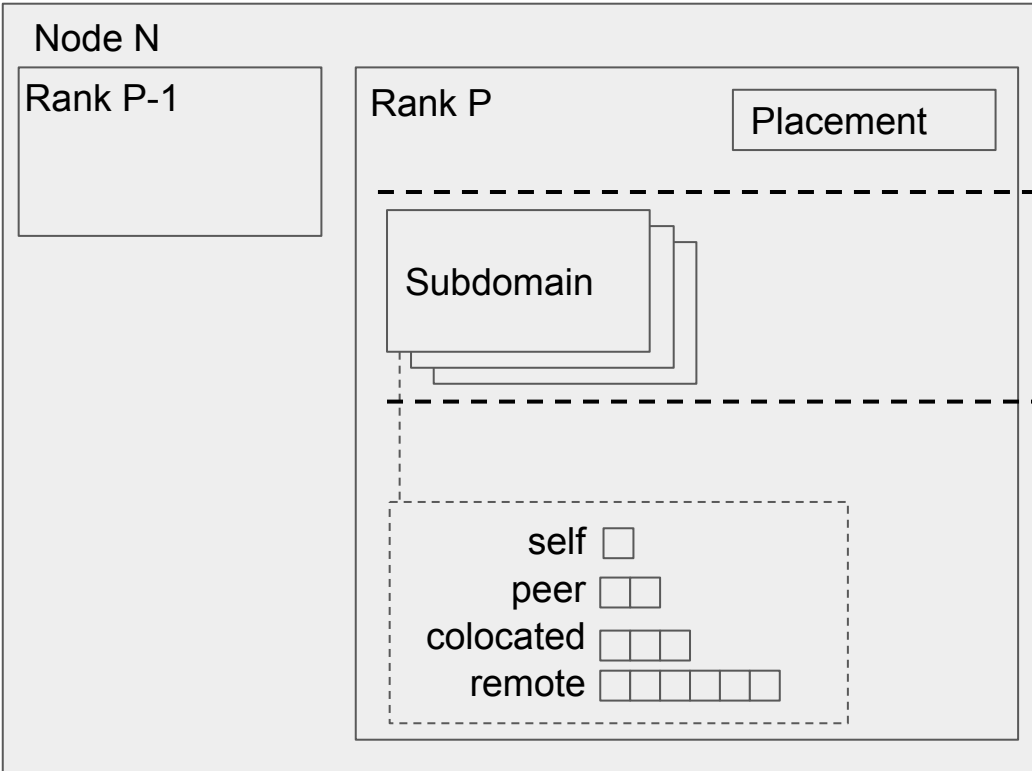 Node N
Rank P-1
Rank P
Placement
Subdomain
self
peer
colocated
remote